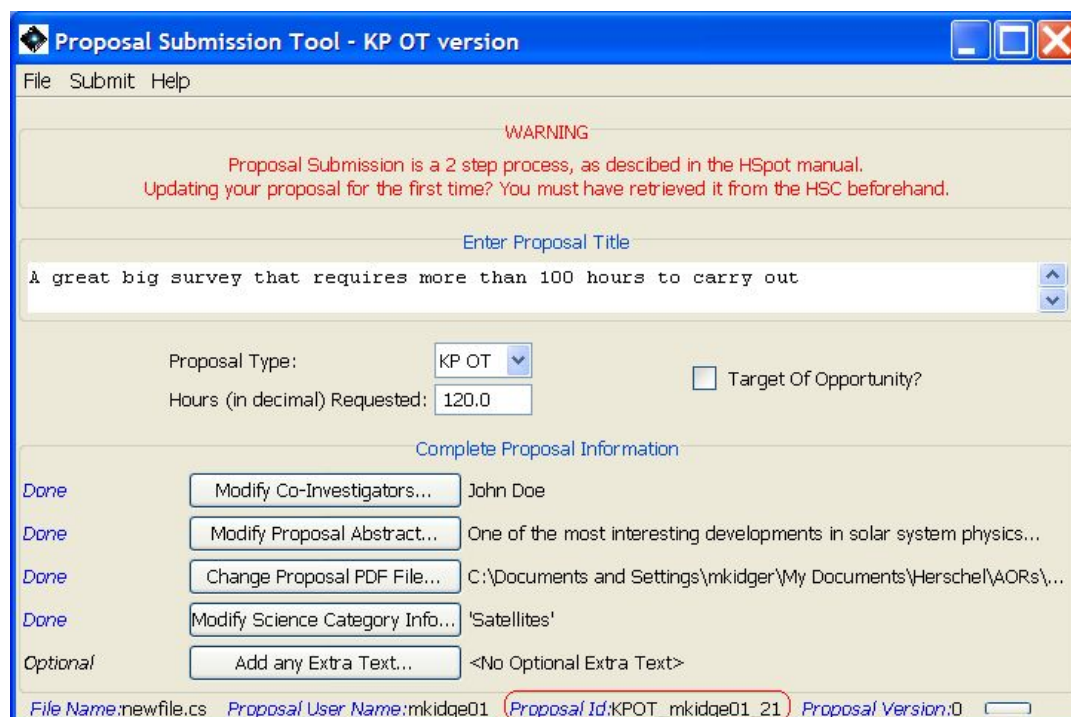 Proposal Submission Tool - KP OT version
File Submit Help
WARNING
Proposal Submission is a 2 step process, as descibed in the HSpot manual.
Updating your proposal for the first time? You must have retrieved it from the HSC beforehand.
Enter Proposal Title
A great big survey that requires more than 100 hours to carry out
Proposal Type: KP OT
Target Of Opportunity?
Hours (in decimal) Requested: 120.0
Complete Proposal Information
Done Modify Co-Investigators... John Doe
Done Modify Proposal Abstract... One of the most interesting developments in solar system physics...
Done Change Proposal PDF File... C:\Documents and Settings\mkidger\My Documents\Herschel\AORs\...
Done Modify Science Category Info... 'Satellites'
Optional Add any Extra Text... <No Optional Extra Text>
File Name:newfile.cs Proposal User Name:mkidge01 Proposal Id:KPOT_mkidge01_21 Proposal Version:0